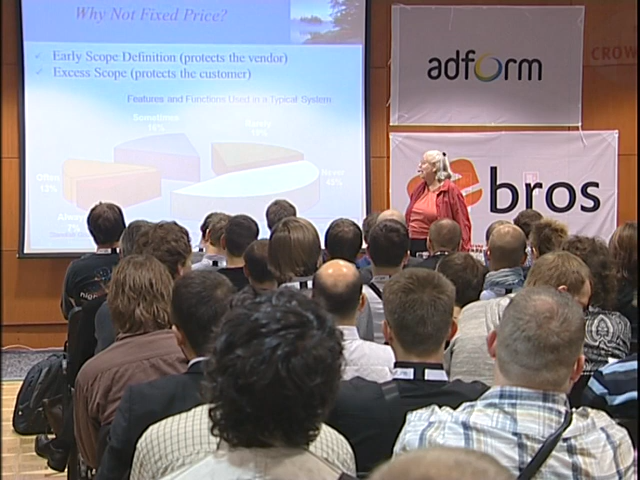 Why Not Fixed Price?
Early Scope Definition (protects the vendor)
Excess Scope (protects the customer)
Features and Functions Used in a Typical System
Sometimes
16%
Rarely
19%
Often
13%
Never
45%
Always
7%
adform
bros
CROW